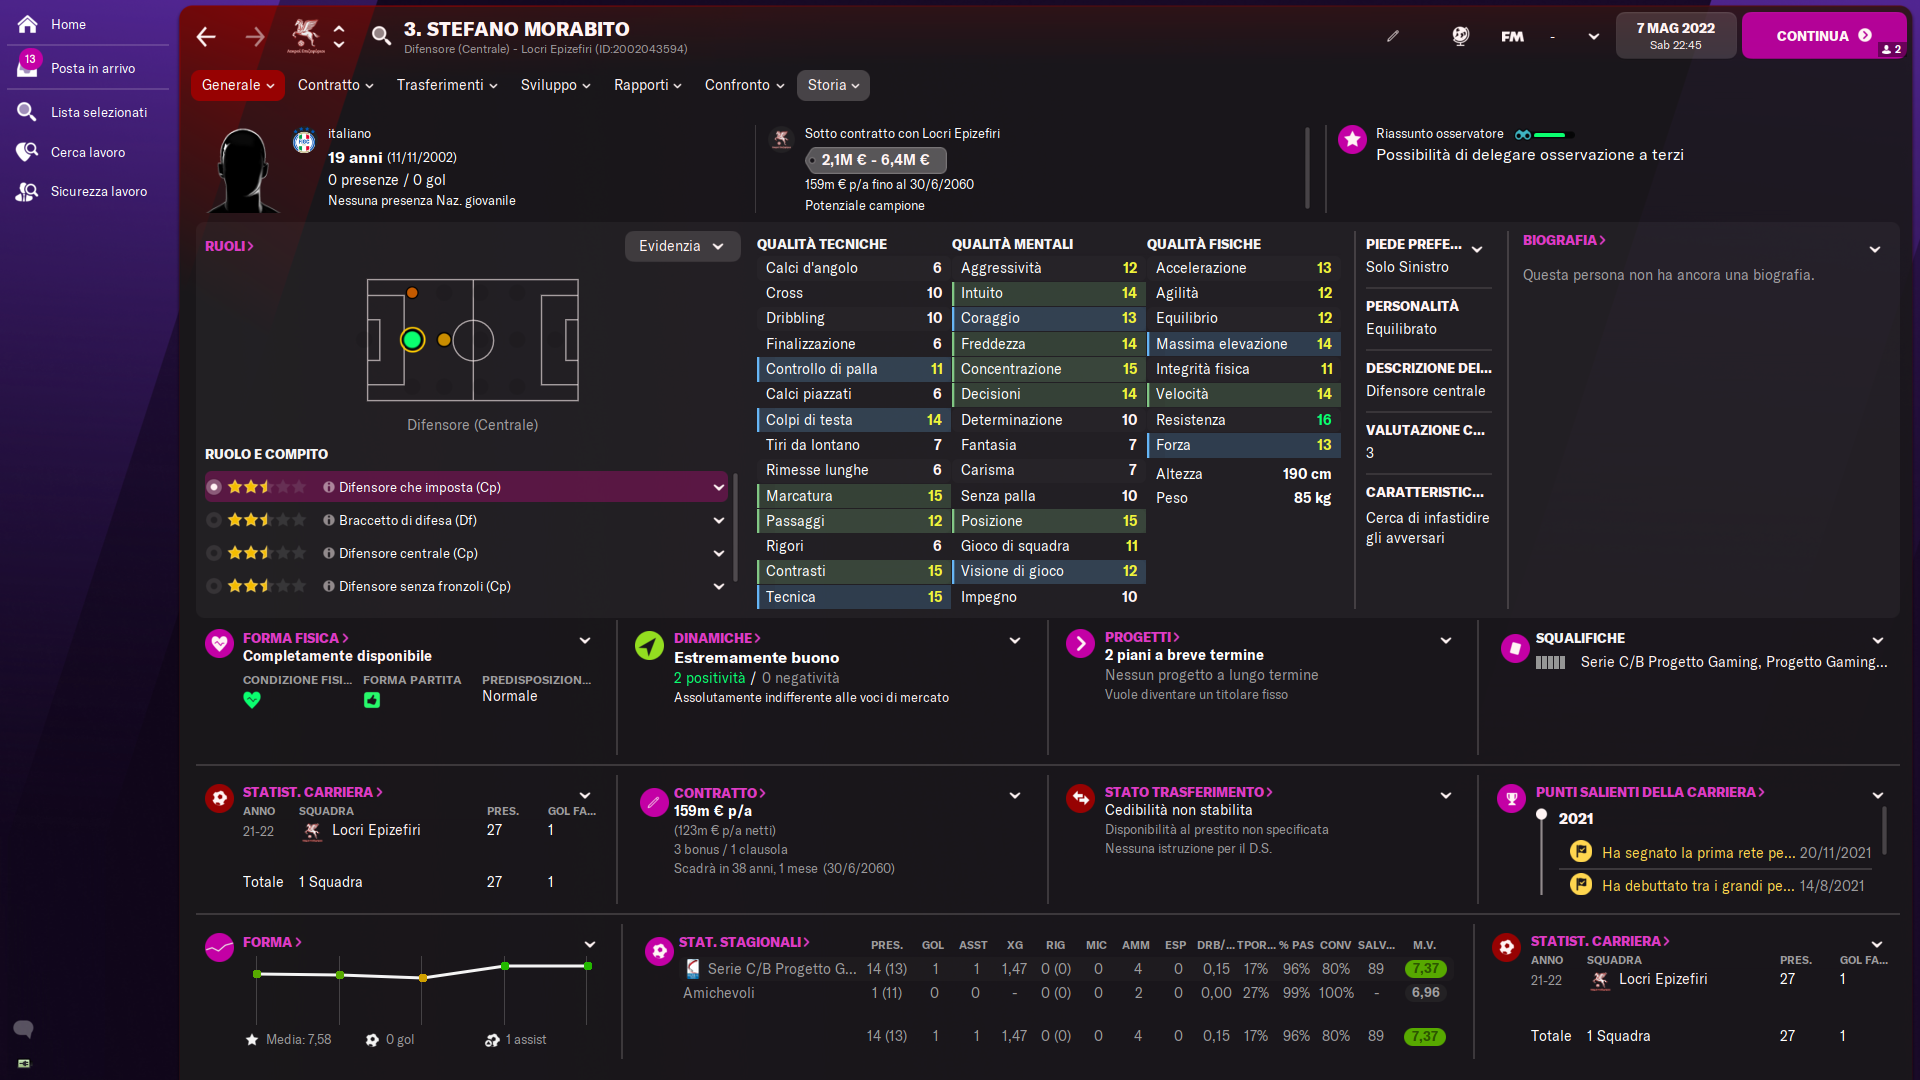 Home
13
Posta in arrivo
Lista selezionati
Cerca lavoro
Sicurezza lavoro
3. STEFANO MORABITO
Difensore (Centrale) - Locri Epizefiri (ID:2002043594)
FM
-
7 MAG 2022
Sab 22:45
CONTINUA
2
Generale
Contratto
Trasferimenti
Sviluppo
Rapporti
Confronto
Storia
italiano
19 anni (11/11/2002)
0 presenze / 0 gol
Nessuna presenza Naz. giovanile
Sotto contratto con Locri Epizefiri
2,1M € - 6,4M €
159m € p/a fino al 30/6/2060
Potenziale campione
Riassunto osservatore
Possibilità di delegare osservazione a terzi
RUOLI
Evidenzia
Difensore (Centrale)
RUOLO E COMPITO
Difensore che imposta (Cp)
Braccetto di difesa (Df)
Difensore centrale (Cp)
Difensore senza fronzoli (Cp)
QUALITÀ TECNICHE
Calci d'angolo 6
Cross 10
Dribbling 10
Finalizzazione 6
Controllo di palla 11
Calci piazzati 6
Colpi di testa 14
Tiri da lontano 7
Rimesse lunghe 6
Marcatura 15
Passaggi 12
Rigori 6
Contrasti 15
Tecnica 15
QUALITÀ MENTALI
Aggressività 12
Intuito 14
Coraggio 13
Freddezza 14
Concentrazione 15
Decisioni 14
Determinazione 10
Fantasia 7
Carisma 7
Senza palla 10
Posizione 15
Gioco di squadra 11
Visione di gioco 12
Impegno 10
QUALITÀ FISICHE
Accelerazione 13
Agilità 12
Equilibrio 12
Massima elevazione 14
Integrità fisica 11
Velocità 14
Resistenza 16
Forza 13
Altezza 190 cm
Peso 85 kg
PIEDE PREFE...
Solo Sinistro
PERSONALITÀ
Equilibrato
DESCRIZIONE DEI...
Difensore centrale
VALUTAZIONE C...
3
CARATTERISTIC...
Cerca di infastidire
gli avversari
BIOGRAFIA
Questa persona non ha ancora una biografia.
FORMA FISICA
Completamente disponibile
CONDIZIONE FISI... FORMA PARTITA PREDISPOSIZION...
Normale
DINAMICHE
Estremamente buono
2 positività / 0 negatività
Assolutamente indifferente alle voci di mercato
PROGETTI
2 piani a breve termine
Nessun progetto a lungo termine
Vuole diventare un titolare fisso
SQUALIFICHE
Serie C/B Progetto Gaming, Progetto Gaming...
STATIST. CARRIERA
ANNO SQUADRA PRES. GOL FA...
21-22 Locri Epizefiri 27 1
Totale 1 Squadra 27 1
CONTRATTO
159m € p/a
(123m € p/a netti)
3 bonus / 1 clausola
Scadrà in 38 anni, 1 mese (30/6/2060)
STATO TRASFERIMENTO
Cedibilità non stabilita
Disponibilità al prestito non specificata
Nessuna istruzione per il D.S.
PUNTI SALIENTI DELLA CARRIERA
2021
Ha segnato la prima rete pe... 20/11/2021
Ha debuttato tra i grandi pe... 14/8/2021
FORMA
Media: 7,58
0 gol
1 assist
STAT. STAGIONALI PRES. GOL ASST XG RIG MIC AMM ESP DRB/... TPOR... % PAS CONV SALV... M.V.
Serie C/B Progetto G... 14 (13) 1 1 1,47 0 (0) 0 4 0 0,15 17% 96% 80% 89 7,37
Amichevoli 1 (11) 0 0 - 0 (0) 0 2 0 0,00 27% 99% 100% - 6,96
14 (13) 1 1 1,47 0 (0) 0 4 0 0,15 17% 96% 80% 89 7,37
STATIST. CARRIERA
ANNO SQUADRA PRES. GOL FA...
21-22 Locri Epizefiri 27 1
Totale 1 Squadra 27 1